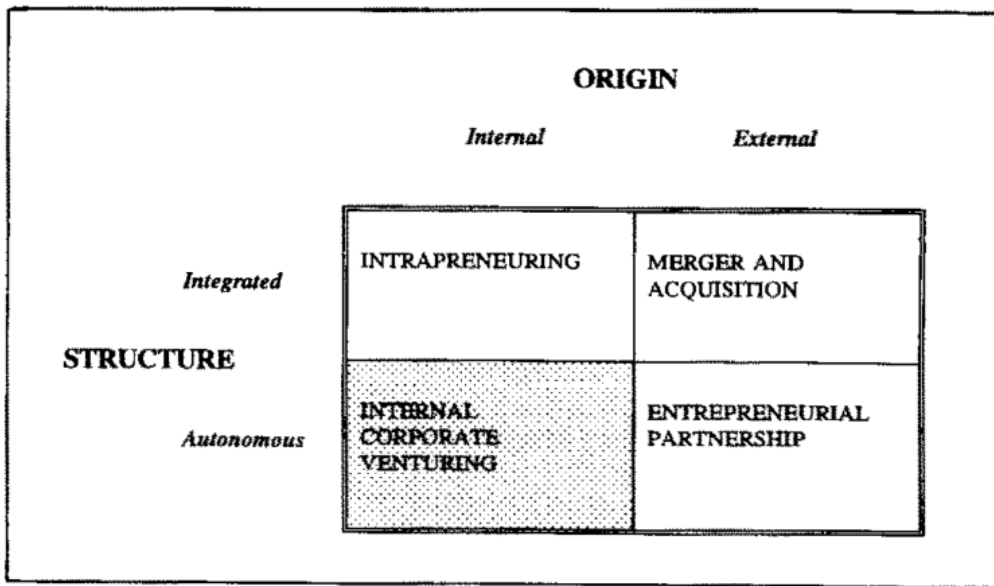 ORIGIN
Internal External
Integrated
INTRAPRENEURING
MERGER AND
ACQUISITION
STRUCTURE
Autonomous
INTERNAL
CORPORATE
VENTURING
ENTREPRENEURIAL
PARTNERSHIP